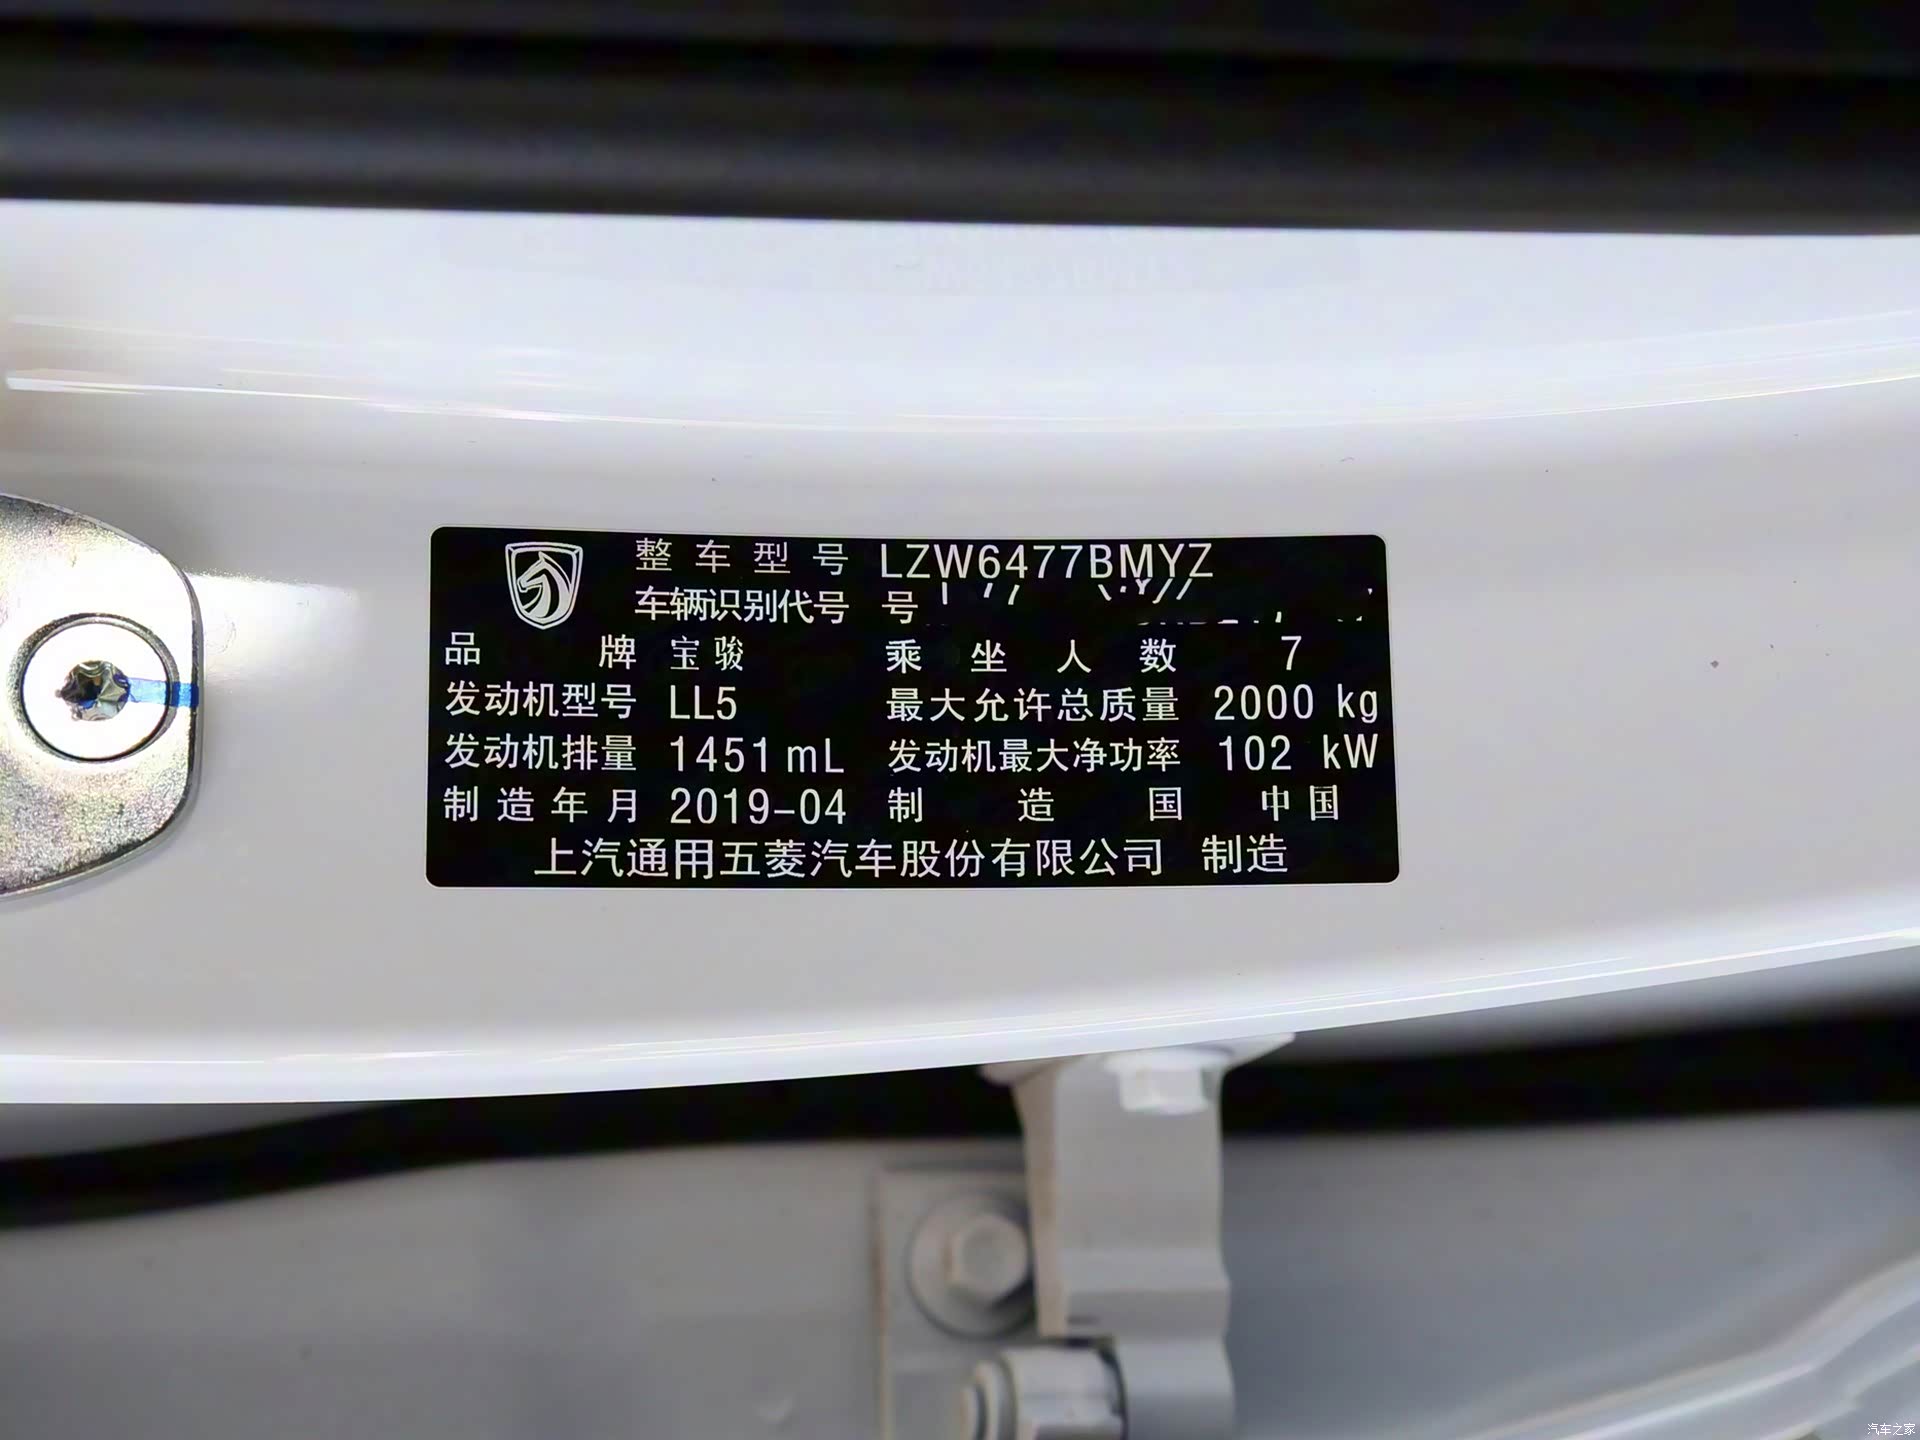 整车型号 LZW6477BMYZ
车辆识别代号 号
品牌 宝骏 乘坐人数 7
发动机型号 LL5 最大允许总质量 2000 kg
发动机排量 1451 mL 发动机最大净功率 102 kW
制造年月 2019-04 制造国 中国
上汽通用五菱汽车股份有限公司 制造
汽车之家